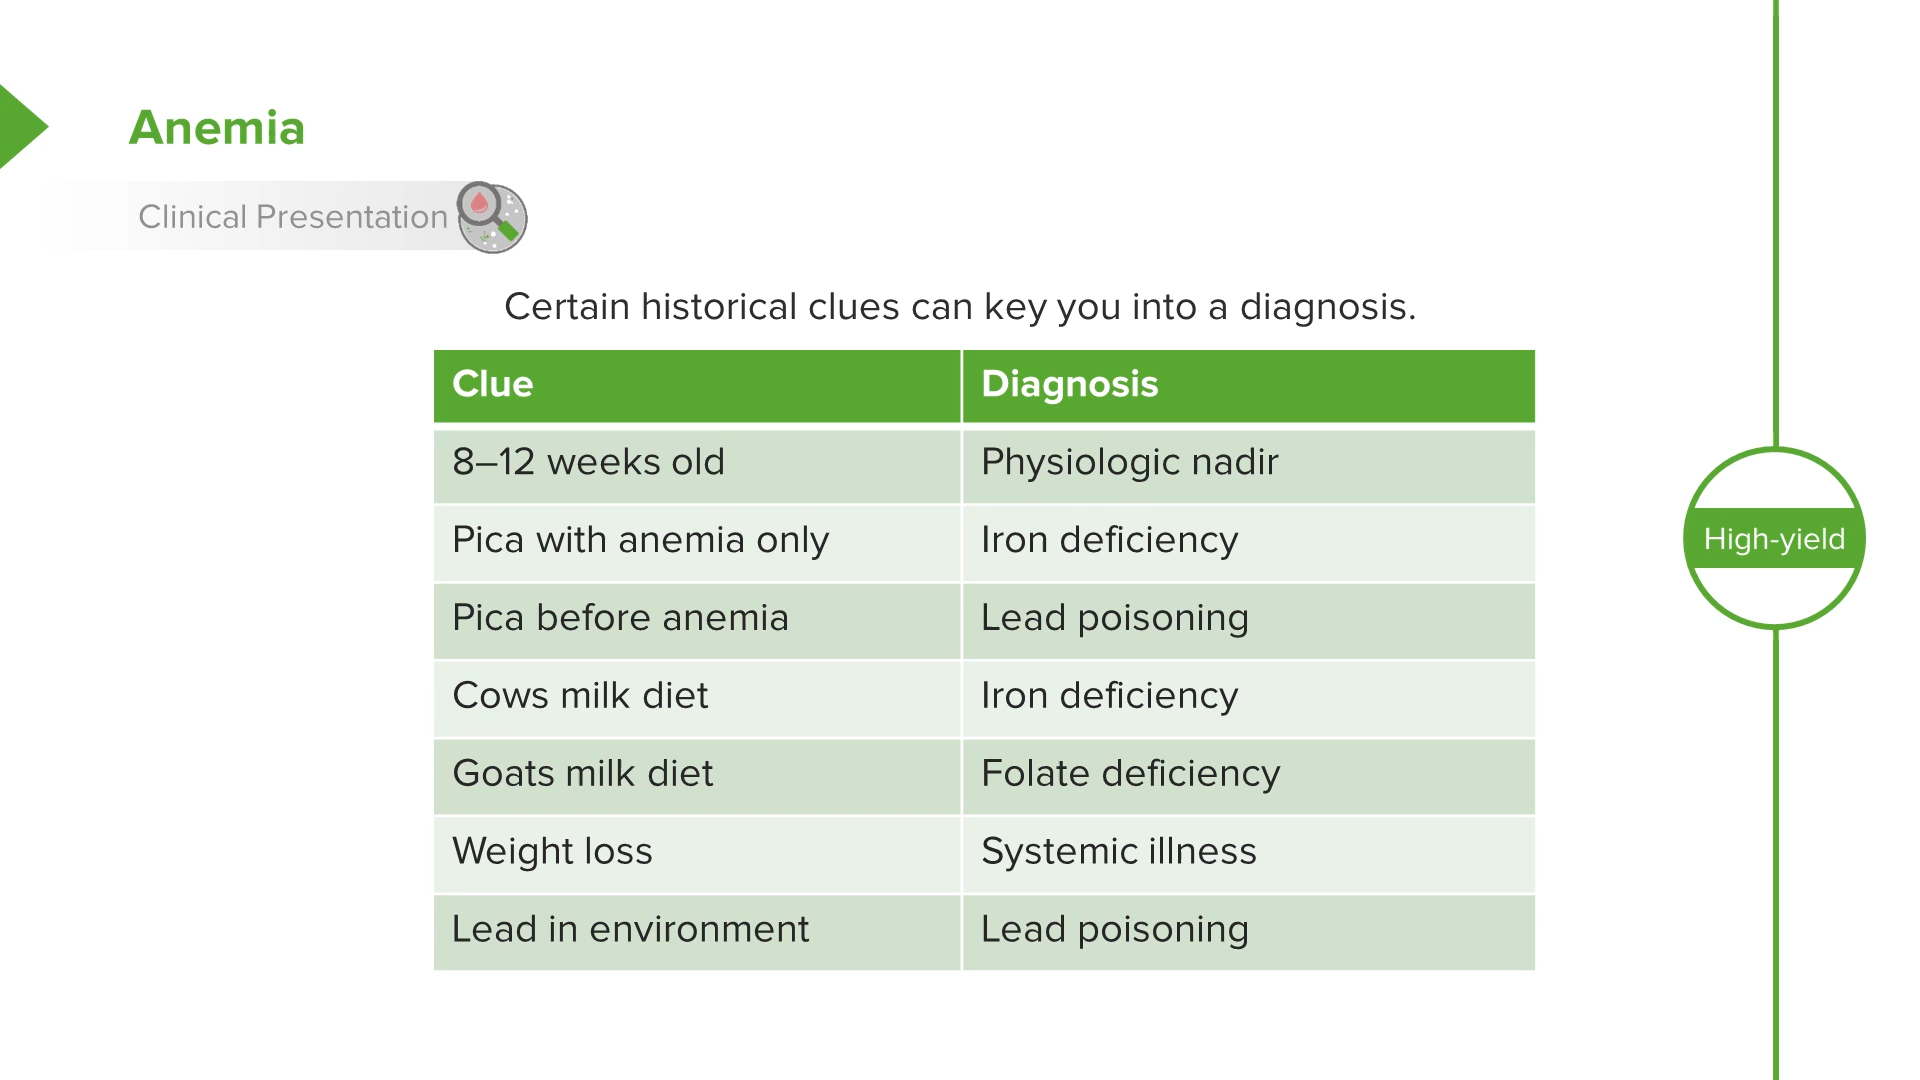 Anemia
Clinical Presentation
Certain historical clues can key you into a diagnosis.
Clue Diagnosis
8–12 weeks old Physiologic nadir
Pica with anemia only Iron deficiency
Pica before anemia Lead poisoning
Cows milk diet Iron deficiency
Goats milk diet Folate deficiency
Weight loss Systemic illness
Lead in environment Lead poisoning
High-yield